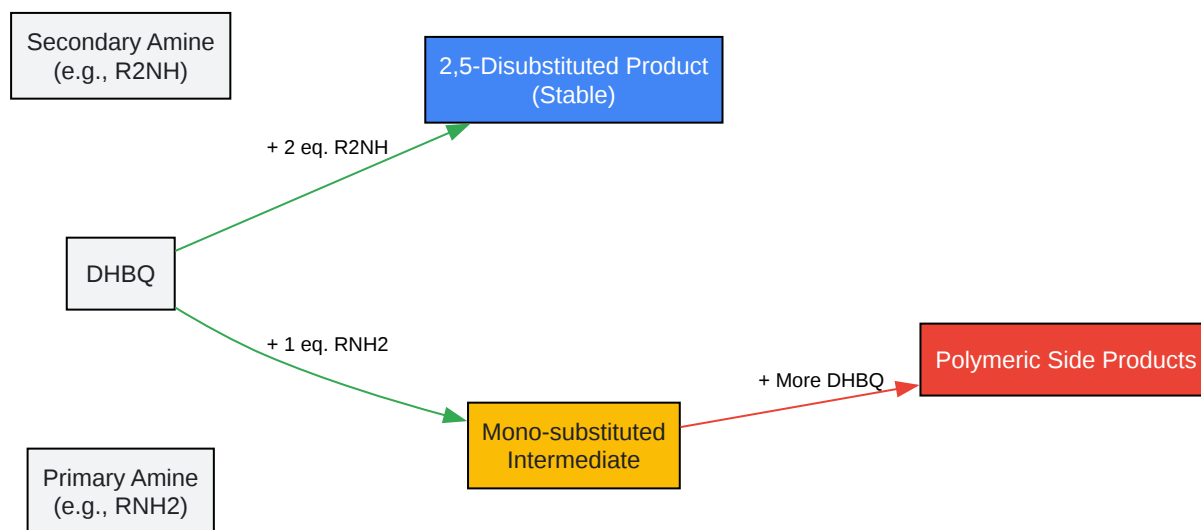 Secondary Amine
(e.g., R2NH)
2,5-Disubstituted Product
(Stable)
+ 2 eq. R2NH
DHBQ
+ 1 eq. RNH2
Polymeric Side Products
+ More DHBQ
Mono-substituted
Intermediate
Primary Amine
(e.g., RNH2)